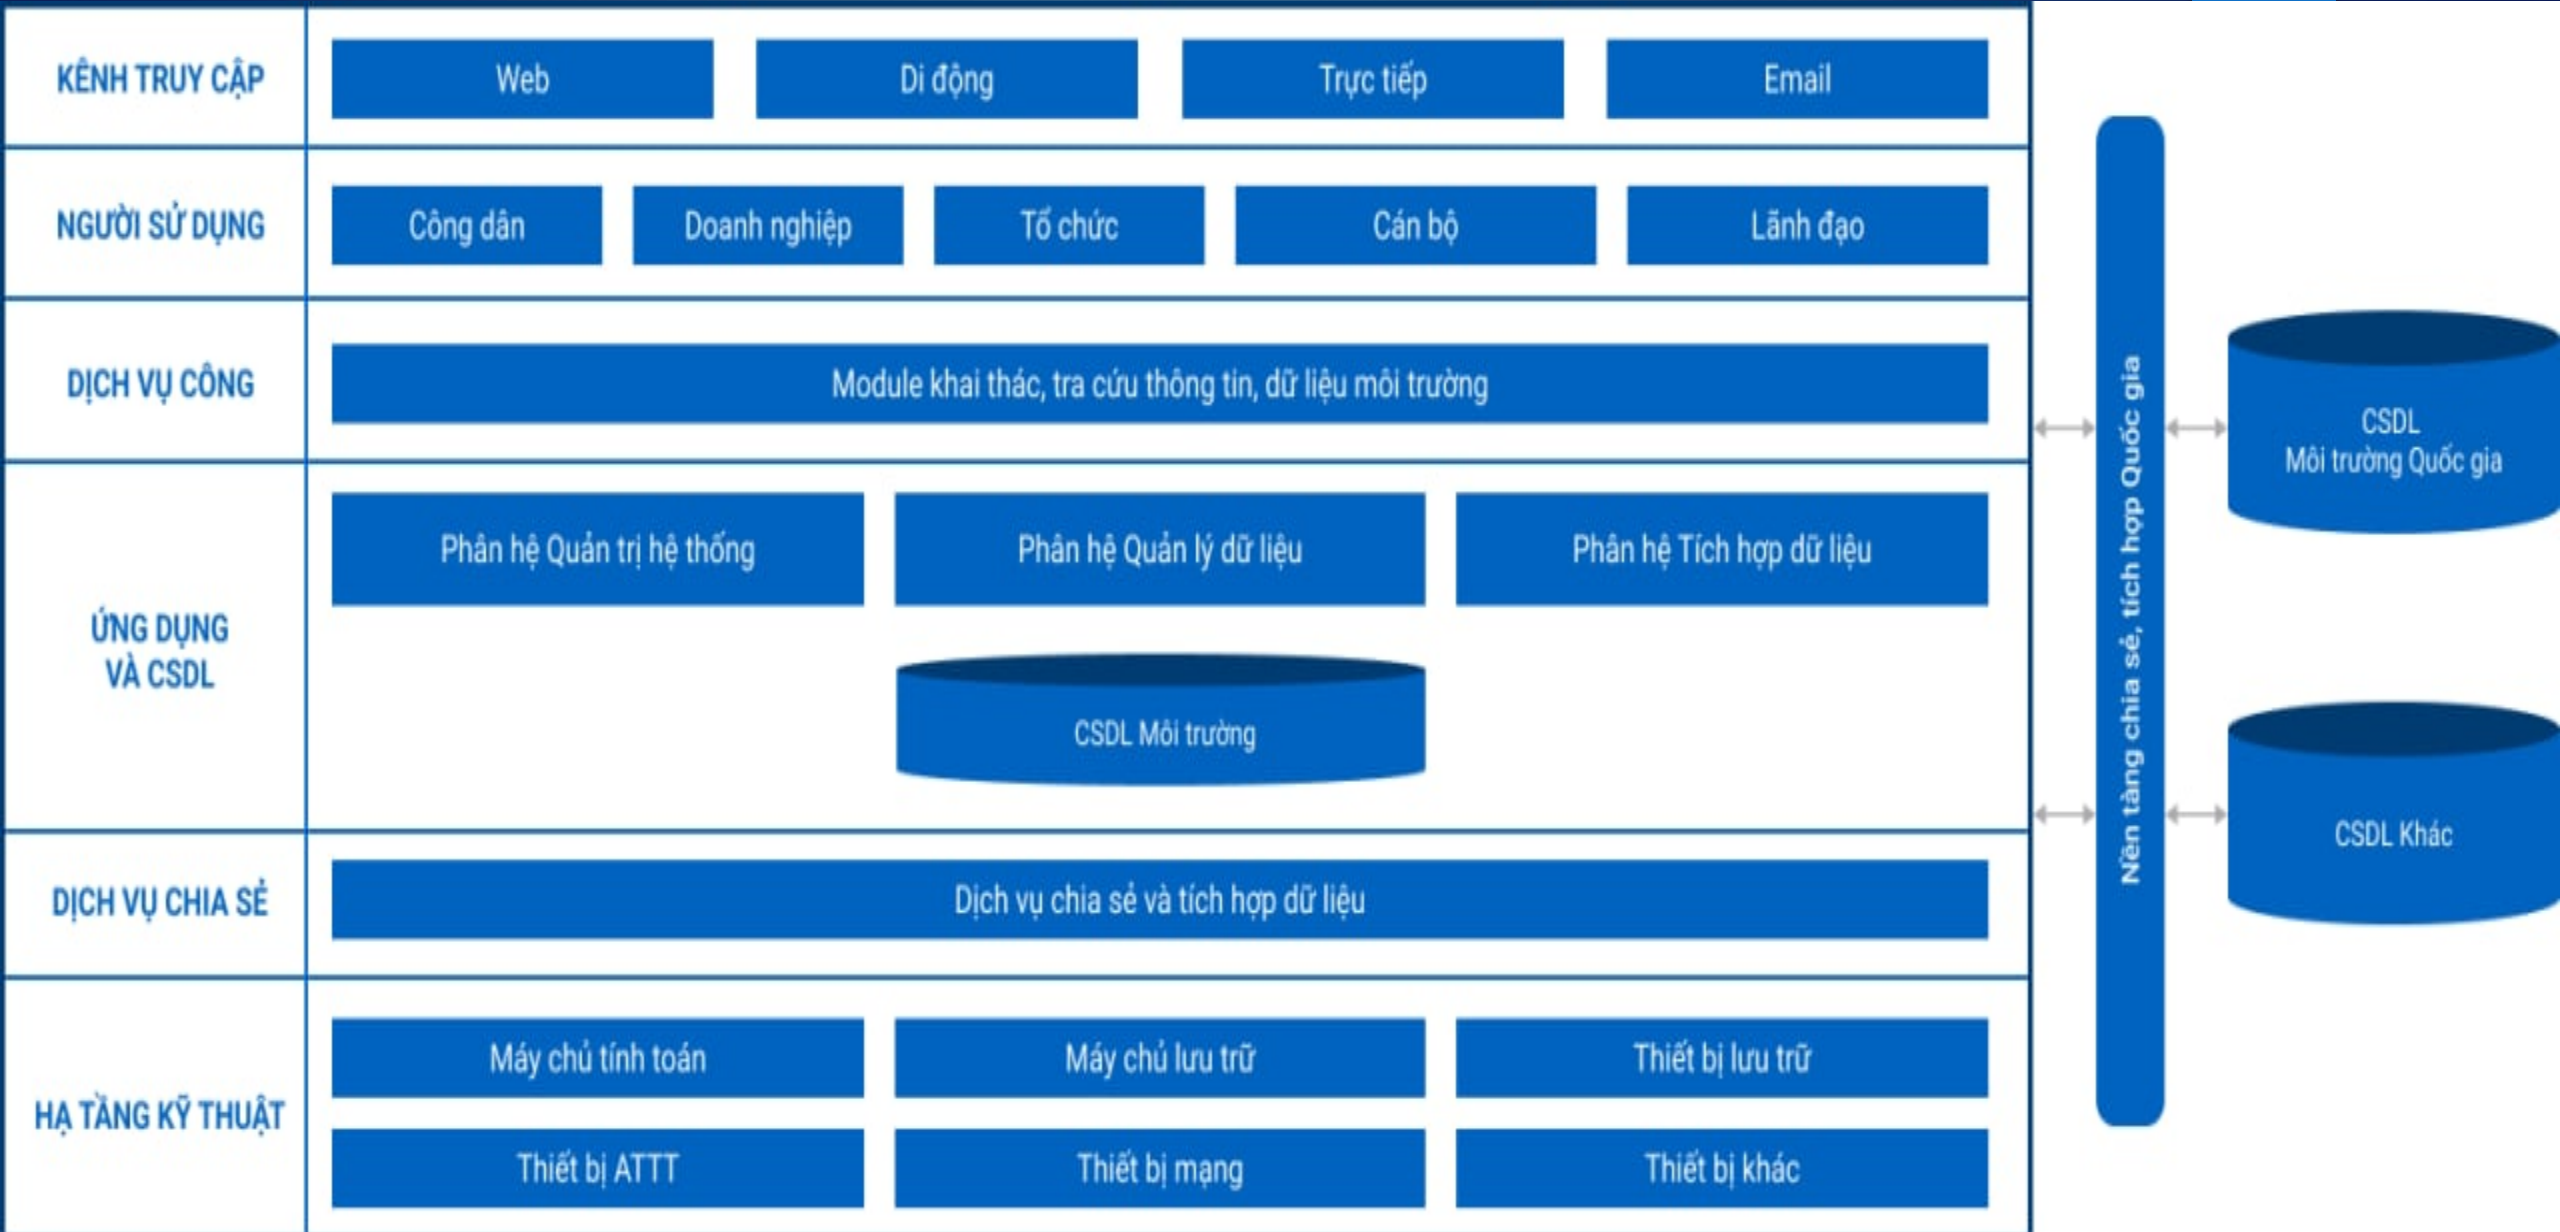 KÊNH TRUY CẬP
Web
Di động
Trực tiếp
Email
NGƯỜI SỬ DỤNG
Công dân
Doanh nghiệp
Tổ chức
Cán bộ
Lãnh đạo
DỊCH VỤ CÔNG
Module khai thác, tra cứu thông tin, dữ liệu môi trường
ỨNG DỤNG
VÀ CSDL
Phân hệ Quản trị hệ thống
Phân hệ Quản lý dữ liệu
Phân hệ Tích hợp dữ liệu
CSDL Môi trường
DỊCH VỤ CHIA SẺ
Dịch vụ chia sẻ và tích hợp dữ liệu
HẠ TẦNG KỸ THUẬT
Máy chủ tính toán
Máy chủ lưu trữ
Thiết bị lưu trữ
Thiết bị ATTT
Thiết bị mạng
Thiết bị khác
Nền tảng chia sẻ, tích hợp Quốc gia
CSDL
Môi trường Quốc gia
CSDL Khác